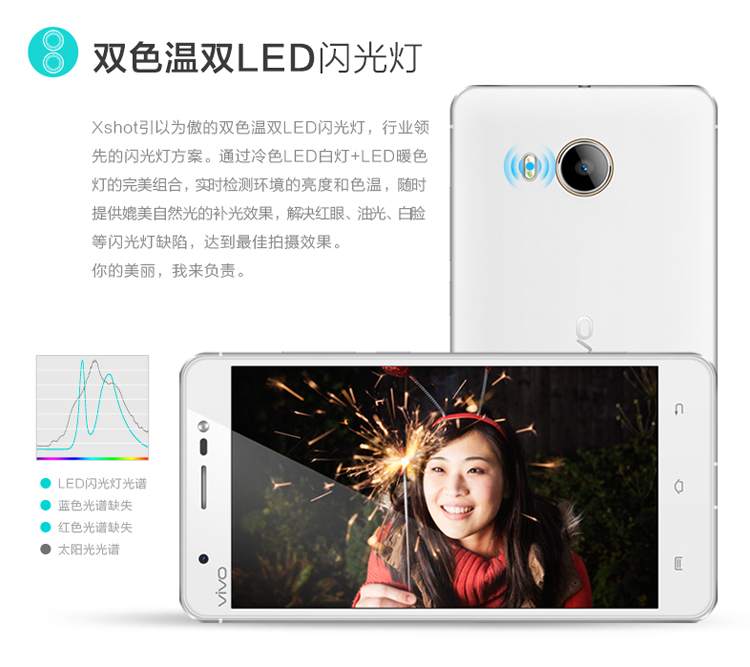 双色温双LED闪光灯
Xshot引以为傲的双色温双LED闪光灯，行业领
先的闪光灯方案。通过冷色LED白灯+LED暖色
灯的完美组合，实时检测环境的亮度和色温，随时
提供媲美自然光的补光效果，解决红眼、油光、白脸
等闪光灯缺陷，达到最佳拍摄效果。
你的美丽，我来负责。
vivo
LED闪光灯光谱
蓝色光谱缺失
红色光谱缺失
太阳光光谱
vivo